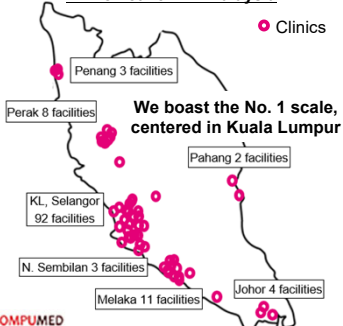 Clinics
Penang 3 facilities
Perak 8 facilities
We boast the No. 1 scale,
centered in Kuala Lumpur
Pahang 2 facilities
KL, Selangor
92 facilities
N. Sembilan 3 facilities
Melaka 11 facilities
Johor 4 facilities
OMPUMED